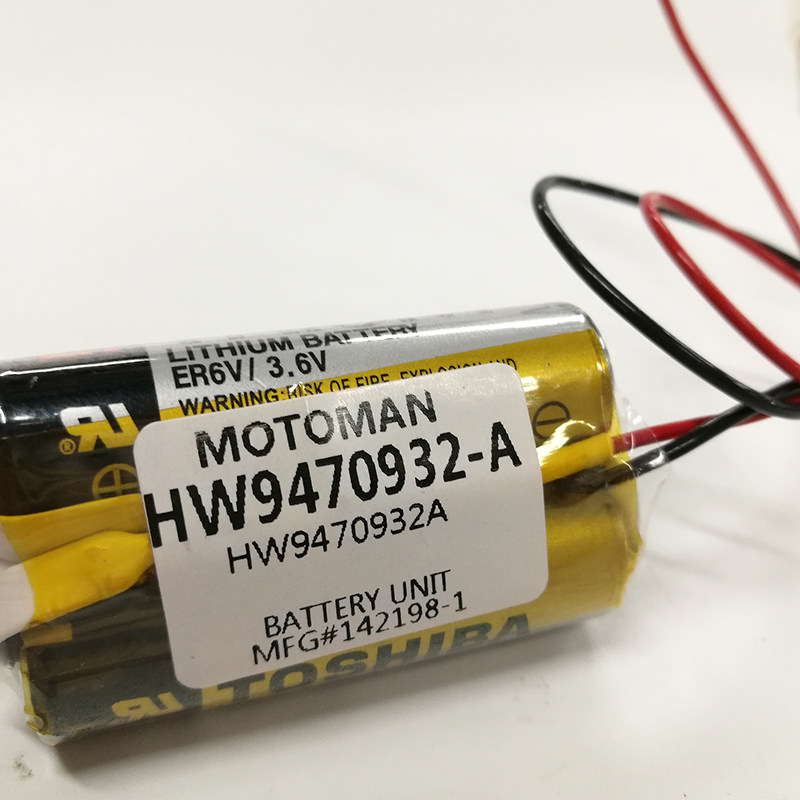 LITHIUM BATTERY
ER6V/ 3.6V
WARNING: RISK OF FIRE, EXPLOSION AND
MOTOMAN
HW9470932-A
HW9470932A
BATTERY UNIT
MFG#142198-1
TOSHIBA